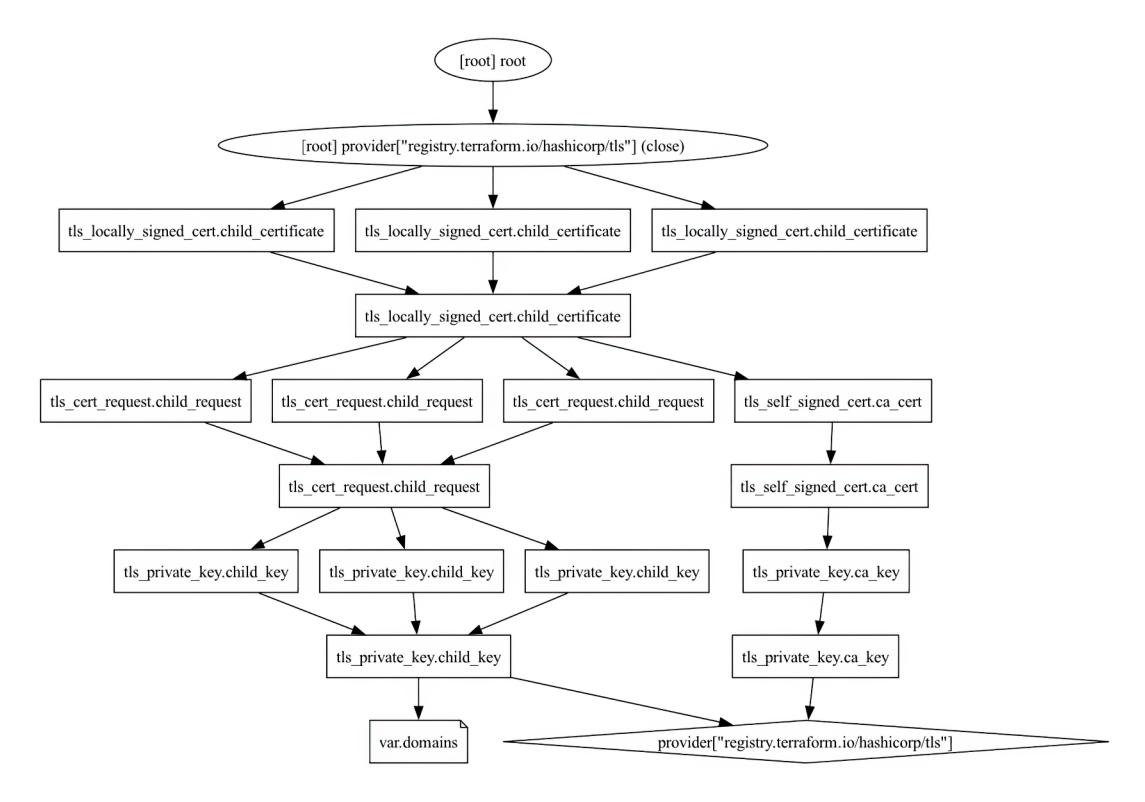 [root] root
[root] provider["registry.terraform.io/hashicorp/tls"] (close)
tls_locally_signed_cert.child_certificate
tls_locally_signed_cert.child_certificate
tls_locally_signed_cert.child_certificate
tls_locally_signed_cert.child_certificate
tls_cert_request.child_request
tls_cert_request.child_request
tls_cert_request.child_request
tls_self_signed_cert.ca_cert
tls_cert_request.child_request
tls_self_signed_cert.ca_cert
tls_private_key.child_key
tls_private_key.child_key
tls_private_key.child_key
tls_private_key.ca_key
tls_private_key.child_key
tls_private_key.ca_key
var.domains
provider["registry.terraform.io/hashicorp/tls"]